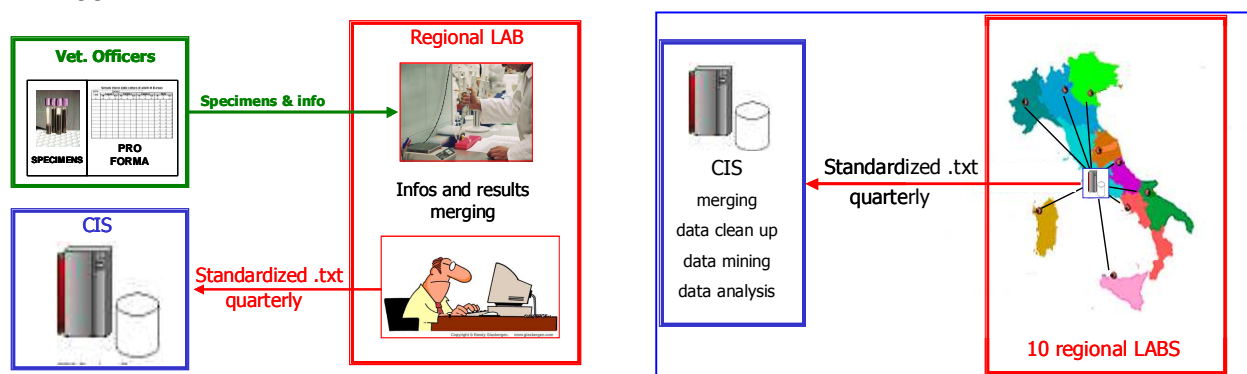 Vet. Officers
SPECIMENS
PRO
FORMA
Specimens & info
Regional LAB
Infos and results
merging
CIS
Standardized .txt
quarterly
CIS
merging
data clean up
data mining
data analysis
Standardized .txt
quarterly
10 regional LABS